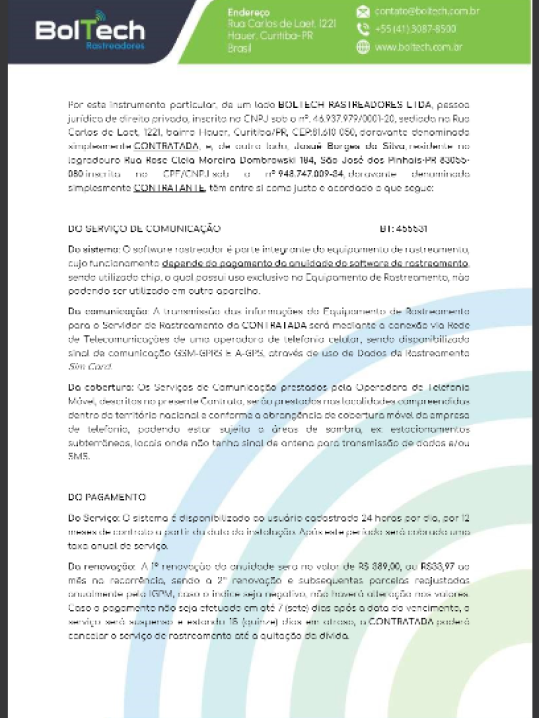 BolTech
Rastreadores
Endereço
Rua Carlos de Laet, 1221
Hauer, Curitiba-PR
Brasil
contato@boltech.com.br
+55 (41) 3087-8500
www.boltech.com.br
Por este instrumento particular, de um lado BOLTECH RASTREADORES LTDA, pessoa
jurídica de direito privado, inscrita no CNPJ sob o nº. 46.937.979/0001-20, sediada na Rua
Carlos de Laet, 1221, bairro Hauer, Curitiba/PR, CEP:81.610-050, doravante denominada
simplesmente CONTRATADA, e, de outro lado, Josué Borges da Silva, residente no
logradouro Rua Rosa Cleia Moreira Dombrowski 184, São José dos Pinhais-PR 83055-
080 inscrita no CPF/CNPJ sob o nº 948.747.009-34, doravante denominada
simplesmente CONTRATANTE, têm entre si como justo e acordado o que segue:
DO SERVIÇO DE COMUNICAÇÃO BT: 455531
Do sistema: O software rastreador é parte integrante do equipamento de rastreamento,
cujo funcionamento depende do pagamento da anuidade do software de rastreamento,
sendo utilizado chip, o qual possui uso exclusivo no Equipamento de Rastreamento, não
podendo ser utilizado em outro aparelho.
Da comunicação: A transmissão das informações do Equipamento de Rastreamento
para o Servidor de Rastreamento da CONTRATADA será mediante a conexão via Rede
de Telecomunicações de uma operadora de telefonia celular, sendo disponibilizado
sinal de comunicação GSM-GPRS E A-GPS, através de uso de Dados de Rastreamento
Sim Card.
Da cobertura: Os Serviços de Comunicação prestados pela Operadora de Telefonia
Móvel, descritos no presente Contrato, serão prestados nas localidades compreendidas
dentro do território nacional e conforme a abrangência de cobertura móvel da empresa
de telefonia, podendo estar sujeito a áreas de sombra, ex: estacionamentos
subterrâneos, locais onde não tenha sinal de antena para transmissão de dados e/ou
SMS.
DO PAGAMENTO
Do Serviço: O sistema é disponibilizado ao usuário cadastrado 24 horas por dia, por 12
meses de contrato a partir da data da instalação. Após este período será cobrada uma
taxa anual de serviço.
Da renovação: A 1º renovação da anuidade sera no valor de R$ 389,00, ou R$33,97 ao
mês na recorrência, sendo a 2º renovação e subsequentes parcelas reajustadas
anualmente pelo IGPM, caso o índice seja negativo, não haverá alteração nos valores.
Caso o pagamento não seja efetuado em até 7 (sete) dias após a data do vencimento, o
serviço será suspenso e estando 15 (quinze) dias em atraso, a CONTRATADA poderá
cancelar o serviço de rastreamento até a quitação da dívida.